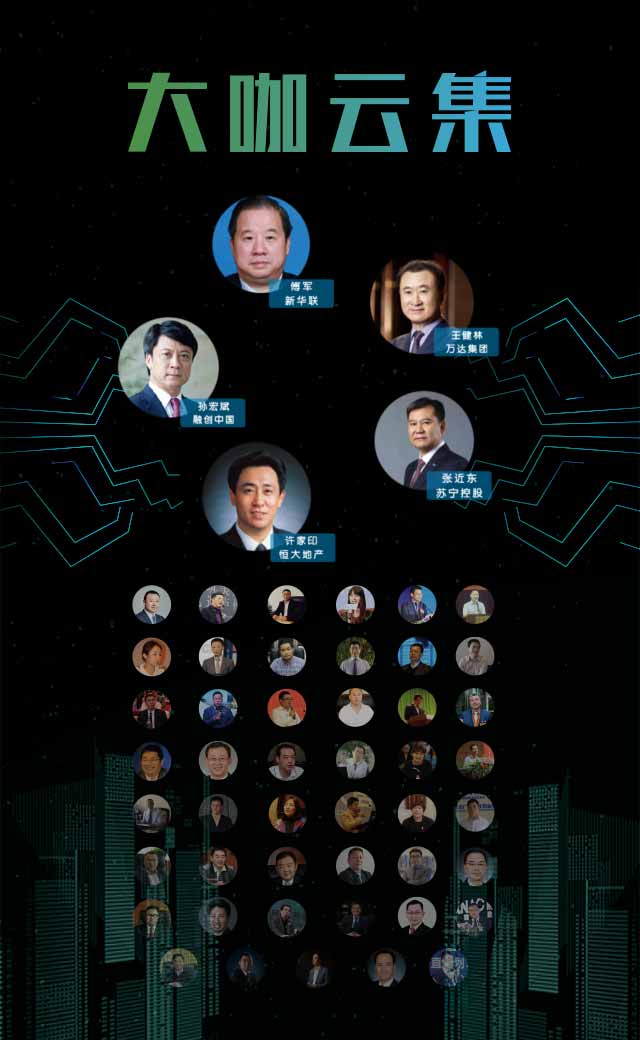 大咖云集
傅军
新华联
王健林
万达集团
孙宏斌
融创中国
张近东
苏宁控股
许家印
恒大地产